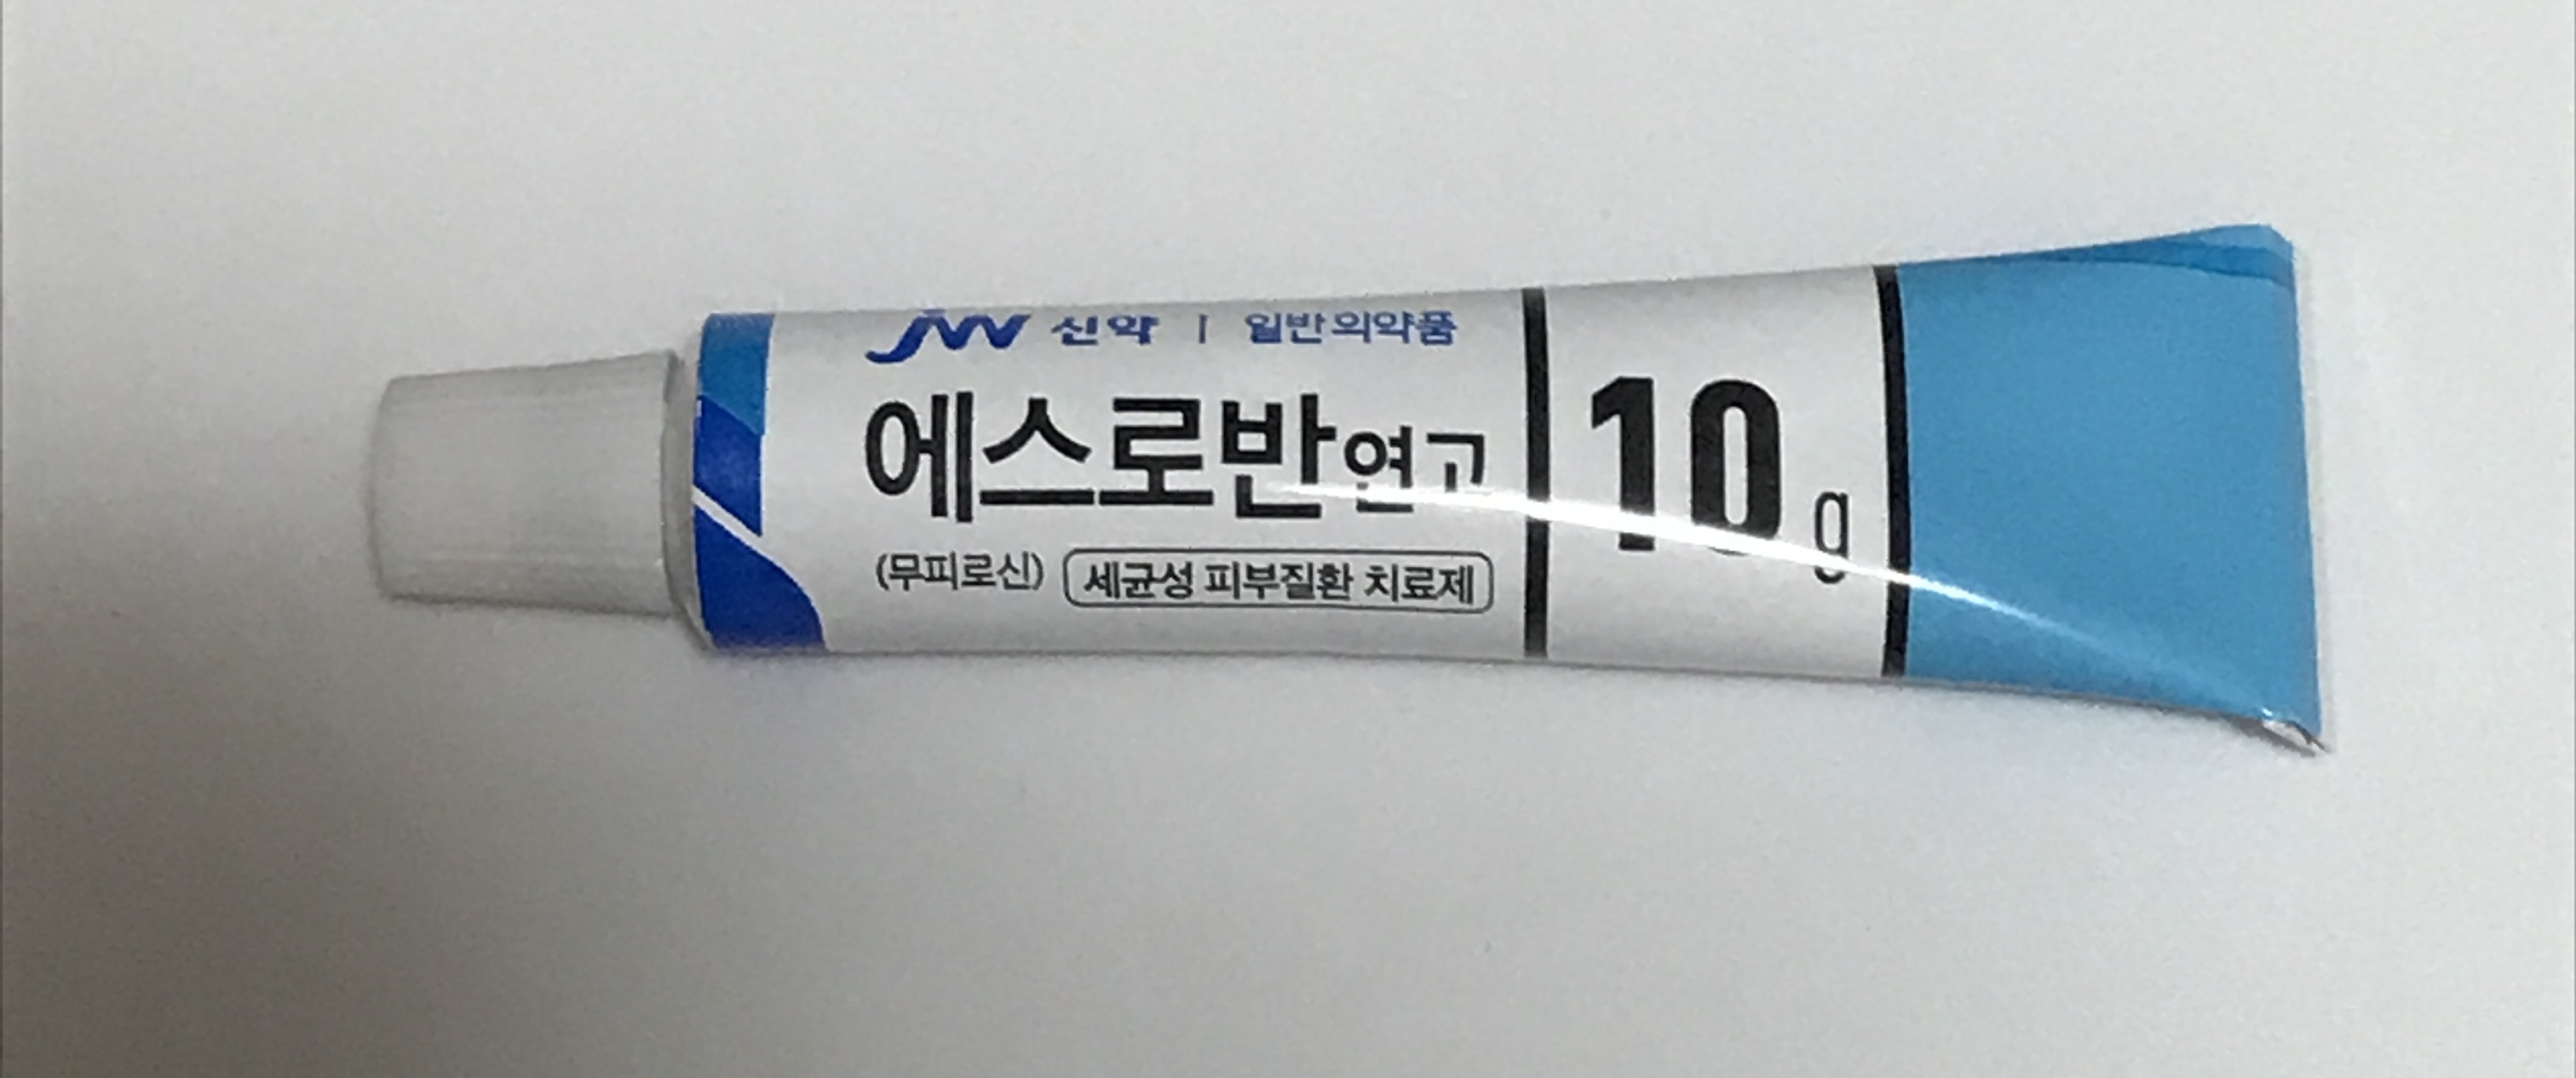 JW 신약 | 일반의약품
에스로반연고
(무피로신) 세균성 피부질환 치료제
10 g